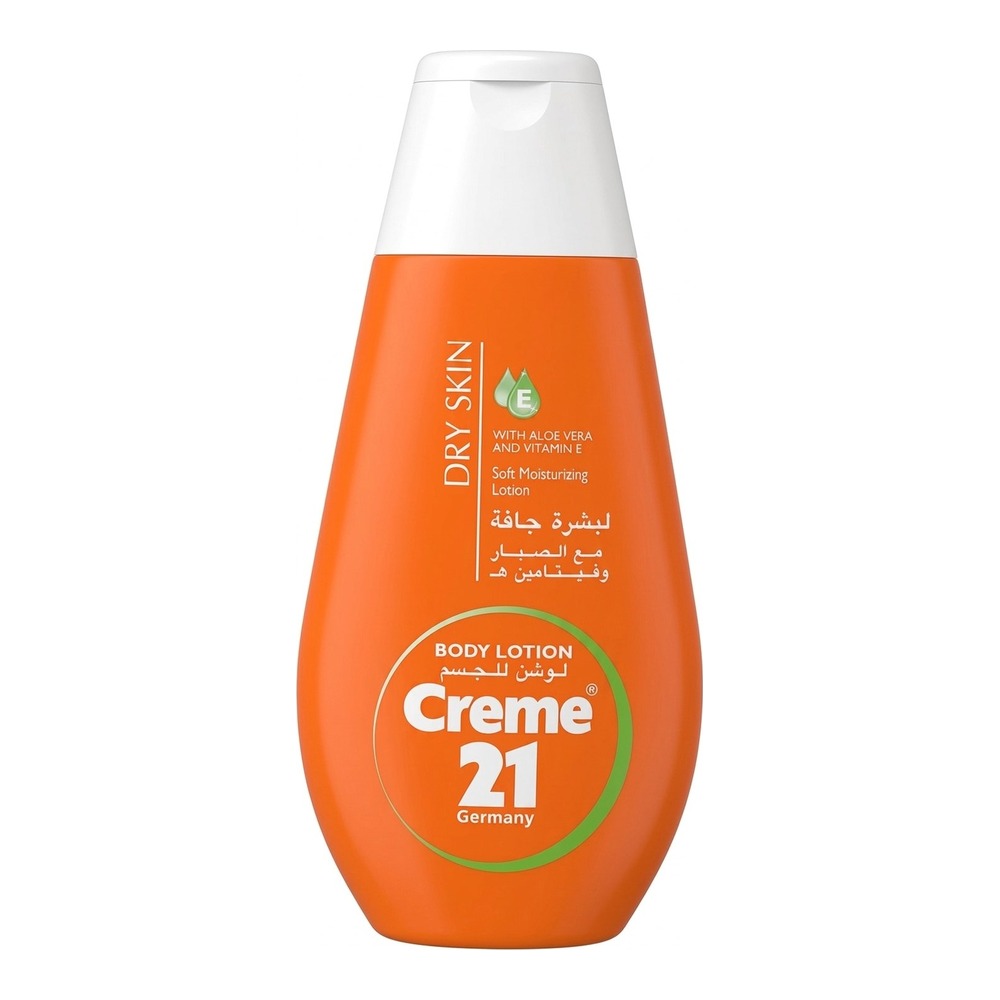 DRY SKIN
E
WITH ALOE VERA
AND VITAMIN E
Soft Moisturizing
Lotion
لبشرة جافة
مع الصبار
وفيتامين هـ
BODY LOTION
لوشن للجسم
Creme®
21
Germany